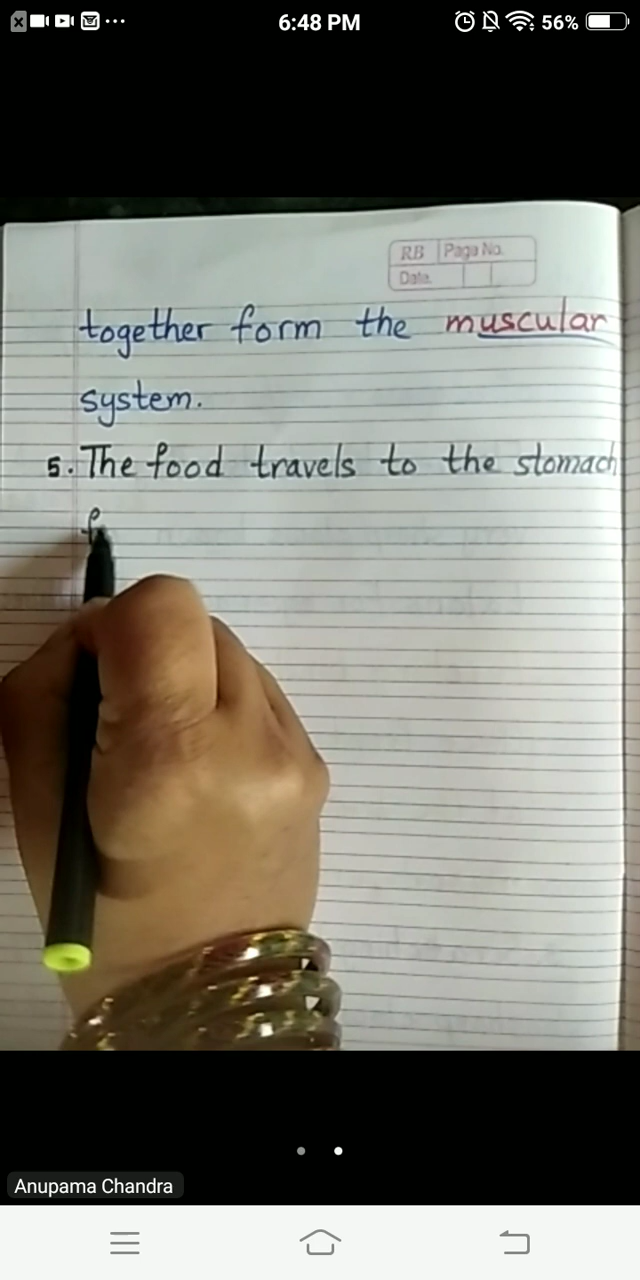 6:48 PM
56%
RB Page No.
Date.
together form the muscular
system.
5. The food travels to the stomach
f
Anupama Chandra